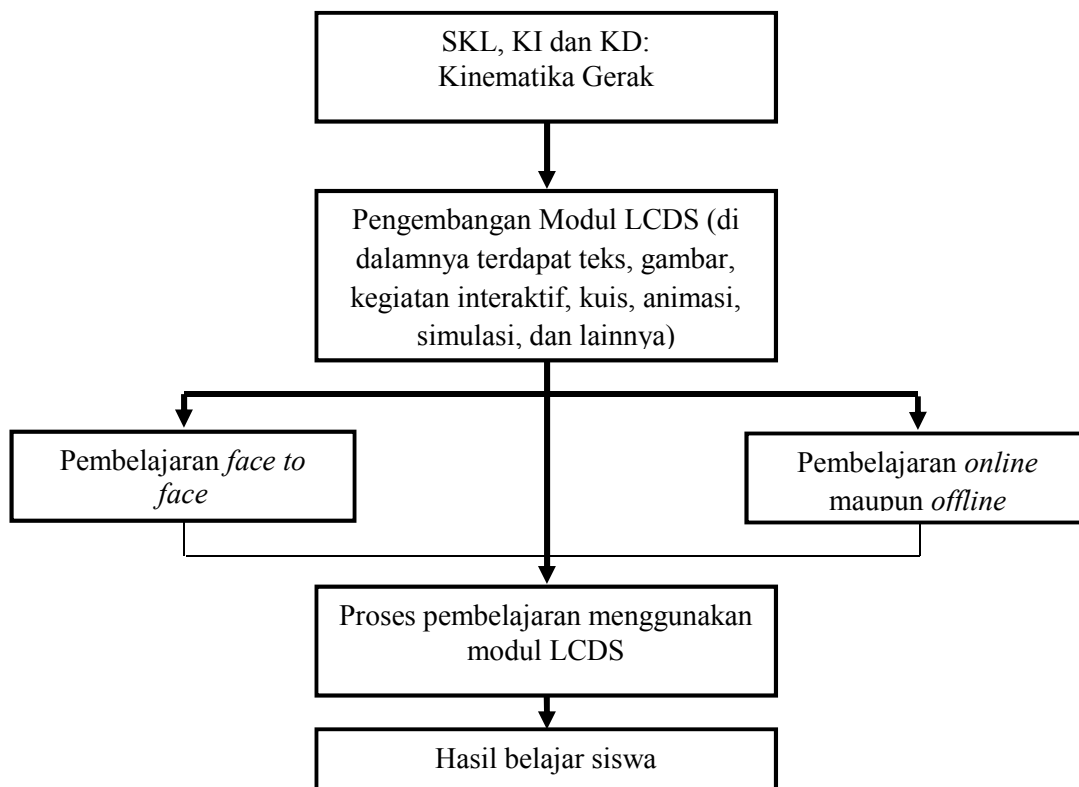 SKL, KI dan KD:
Kinematika Gerak
Pengembangan Modul LCDS (di
dalamnya terdapat teks, gambar,
kegiatan interaktif, kuis, animasi,
simulasi, dan lainnya)
Pembelajaran face to
face
Pembelajaran online
maupun offline
Proses pembelajaran menggunakan
modul LCDS
Hasil belajar siswa